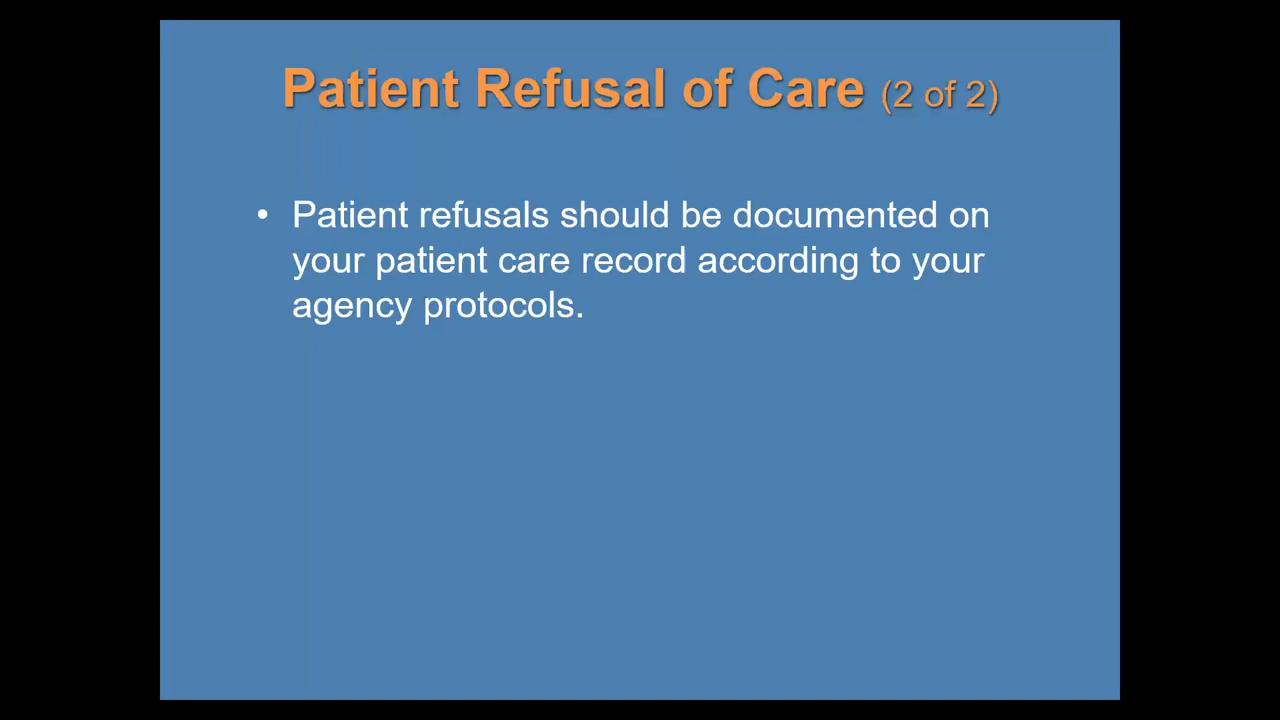 Patient Refusal of Care (2 of 2)
• Patient refusals should be documented on
your patient care record according to your
agency protocols.